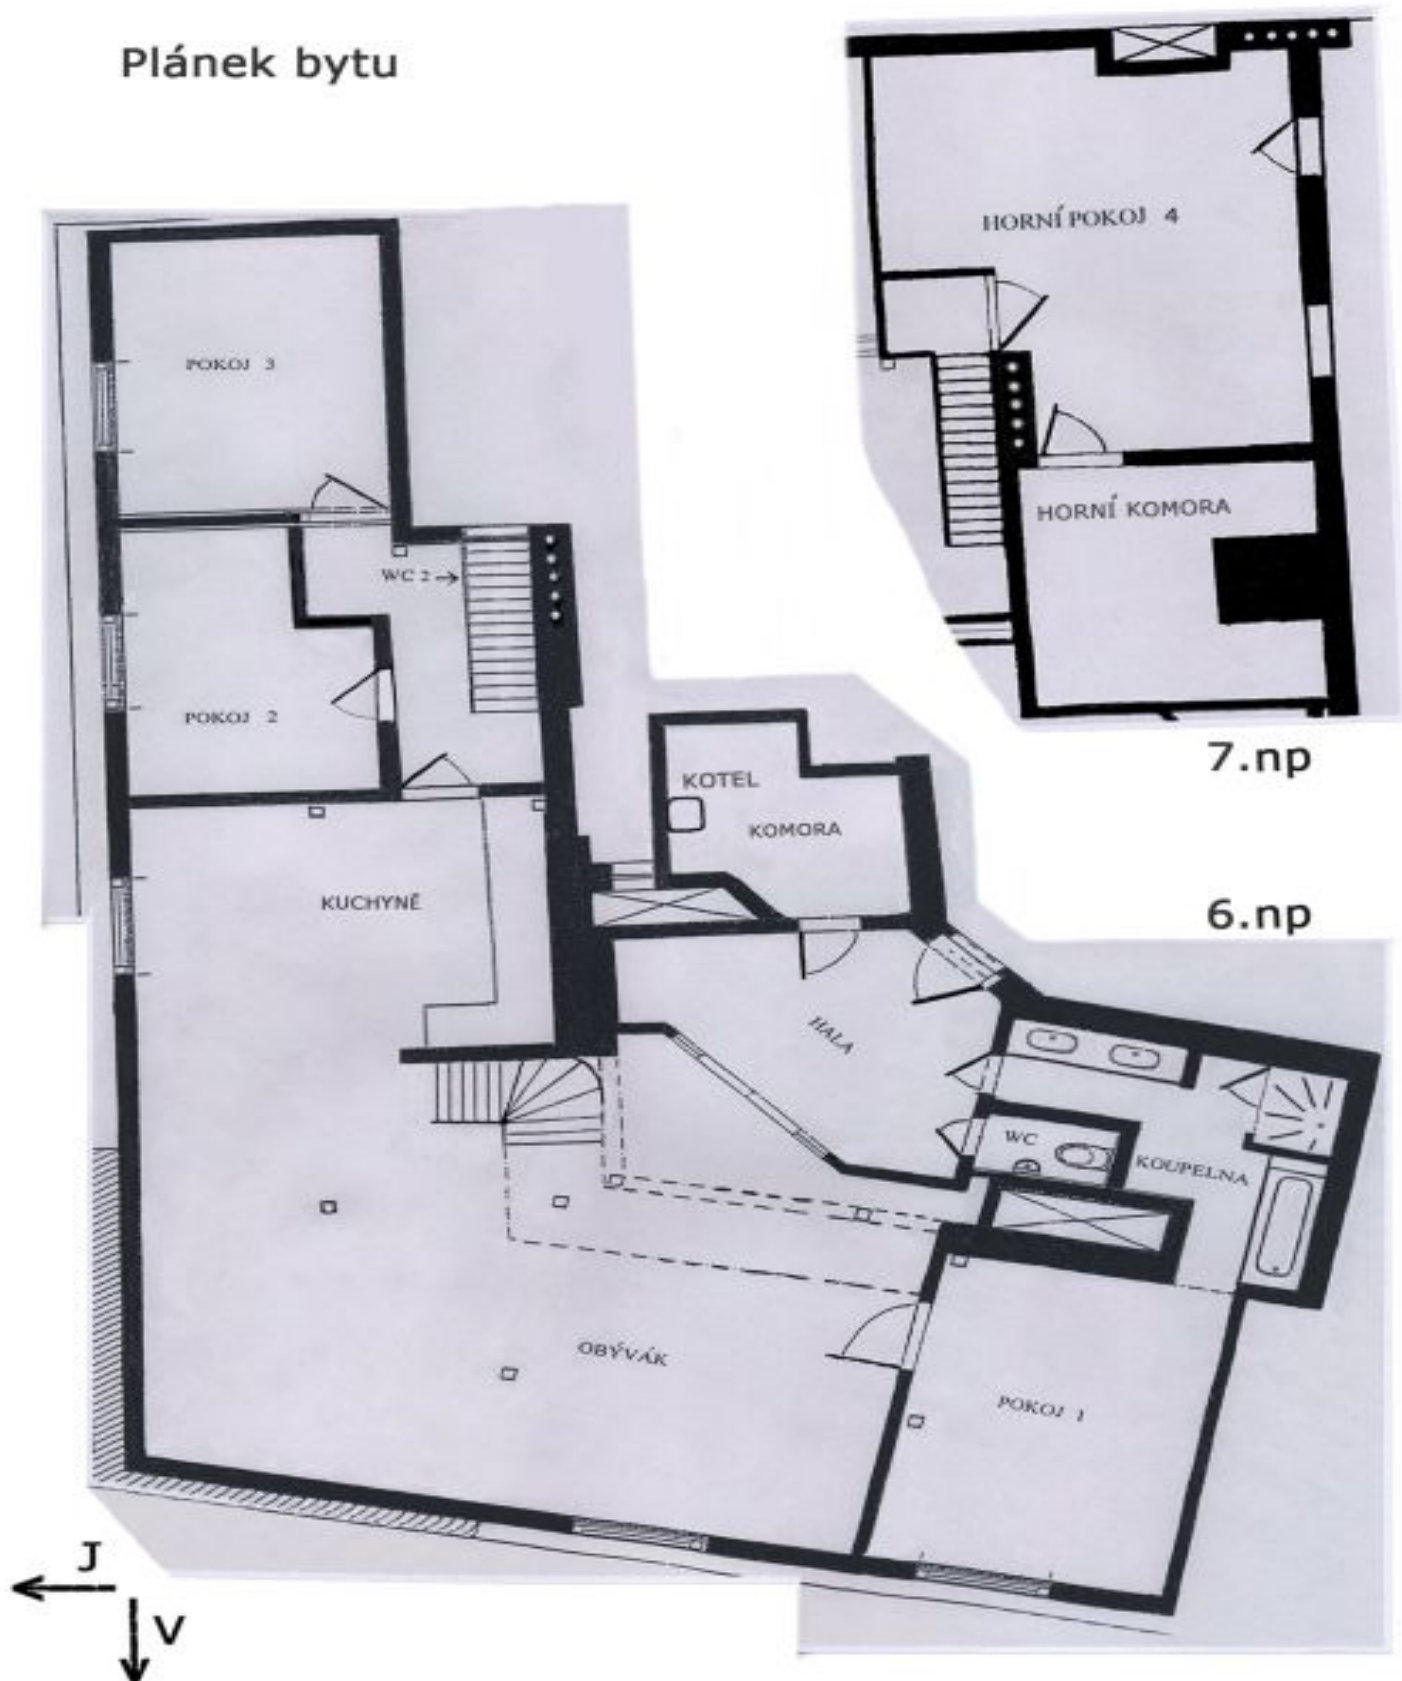 Plánek bytu
HORNÍ POKOJ 4
HORNÍ KOMORA
7.np
POKOJ 3
WC 2
POKOJ 2
KOTEL
KOMORA
6.np
KUCHYNĚ
HALA
WC
KOUPELNA
OBÝVÁK
POKOJ 1
J
V